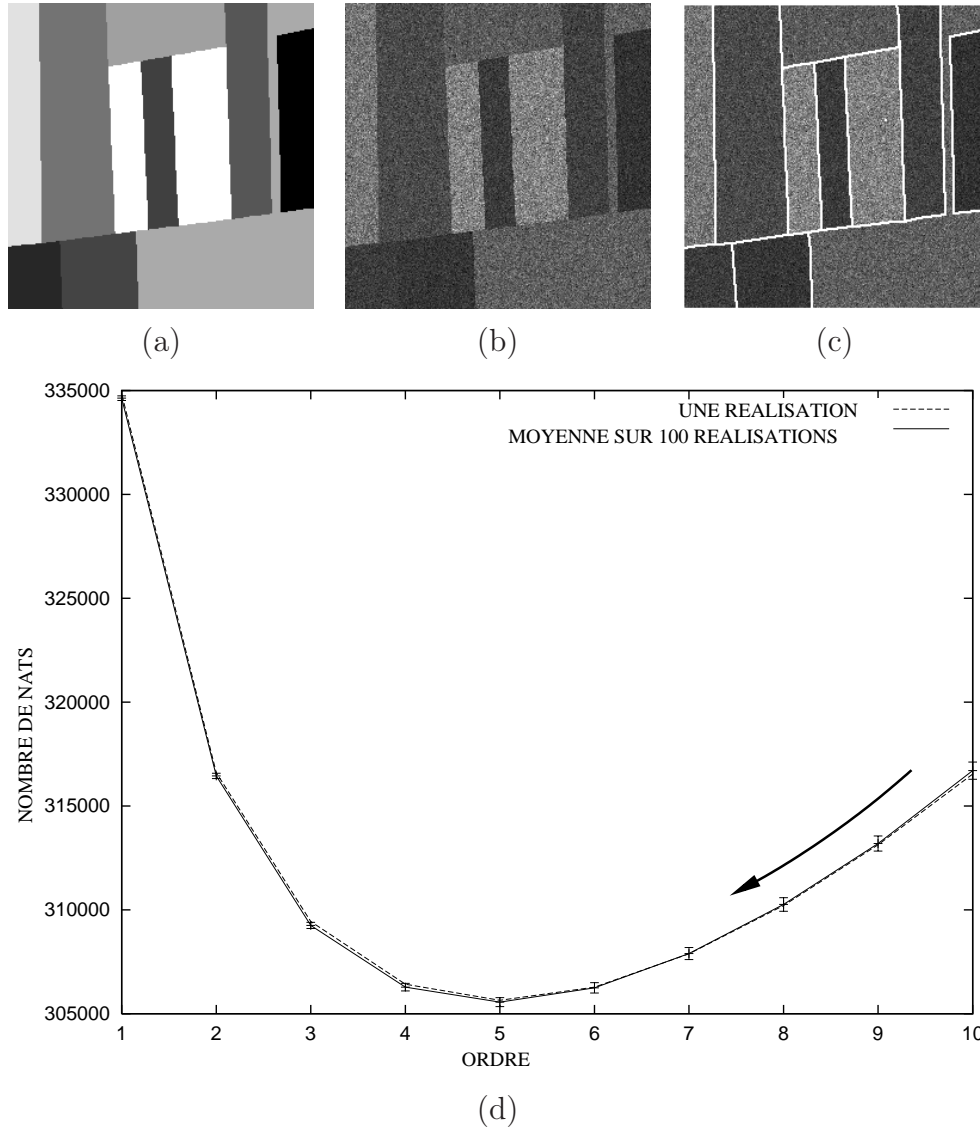 (a) (b) (c)
335000
330000
325000
320000
315000
310000
305000
NOMBRE DE NATS
UNE REALISATION
MOYENNE SUR 100 REALISATIONS
1 2 3 4 5 6 7 8 9 10
ORDRE
(d)